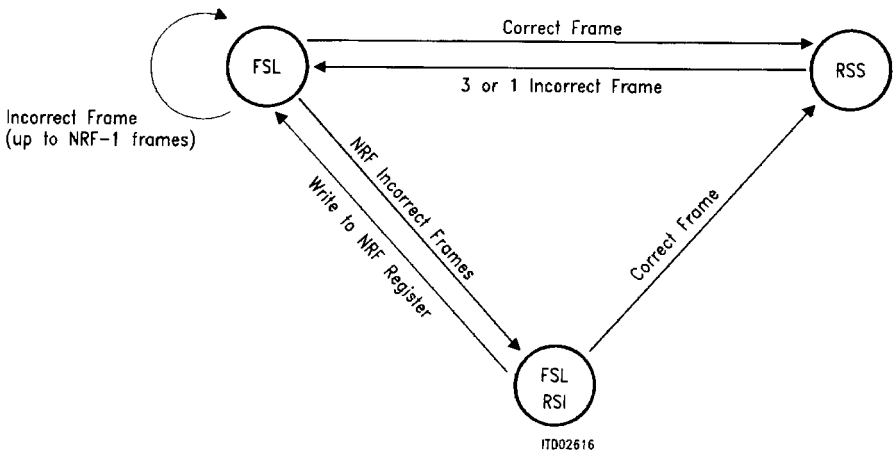 Correct Frame
FSL
RSS
3 or 1 Incorrect Frame
Incorrect Frame
(up to NRF-1 frames)
NRF Incorrect Frames
Write to NRF Register
Correct Frame
FSL
RSI
ITD02616